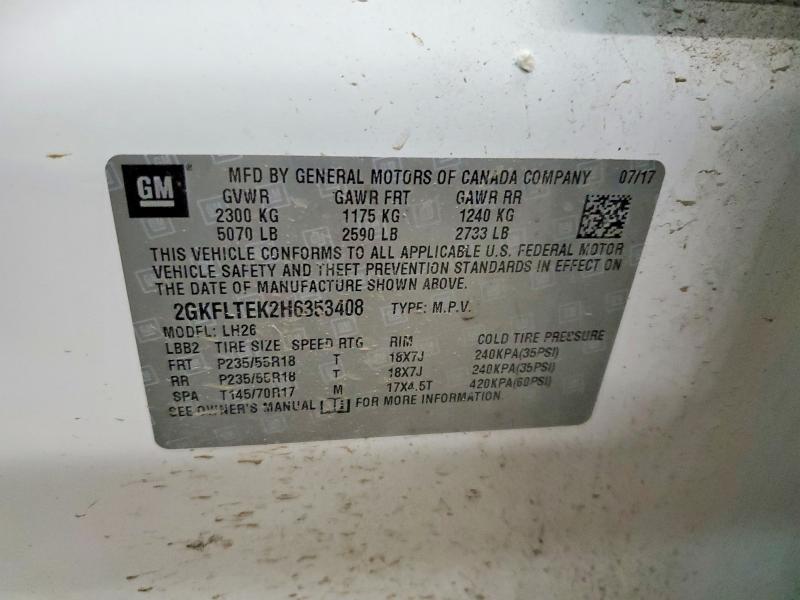 GM ® MFD BY GENERAL MOTORS OF CANADA COMPANY 07/17
GVWR GAWR FRT GAWR RR
2300 KG 1175 KG 1240 KG
5070 LB 2590 LB 2733 LB
THIS VEHICLE CONFORMS TO ALL APPLICABLE U.S. FEDERAL MOTOR
VEHICLE SAFETY AND THEFT PREVENTION STANDARDS IN EFFECT ON
THE DATE OF MANUFACTURE SHOWN ABOVE.
2GKFLTEK2H6353408 TYPE: M.P.V.
MODEL: LH26
LBB2 TIRE SIZE SPEED RTG RIM COLD TIRE PRESSURE
FRT P235/55R18 T 18X7J 240KPA(35PSI)
RR P235/55R18 T 18X7J 240KPA(35PSI)
SPA T145/70R17 M 17X4.5T 420KPA(60PSI)
SEE OWNER'S MANUAL FOR MORE INFORMATION.